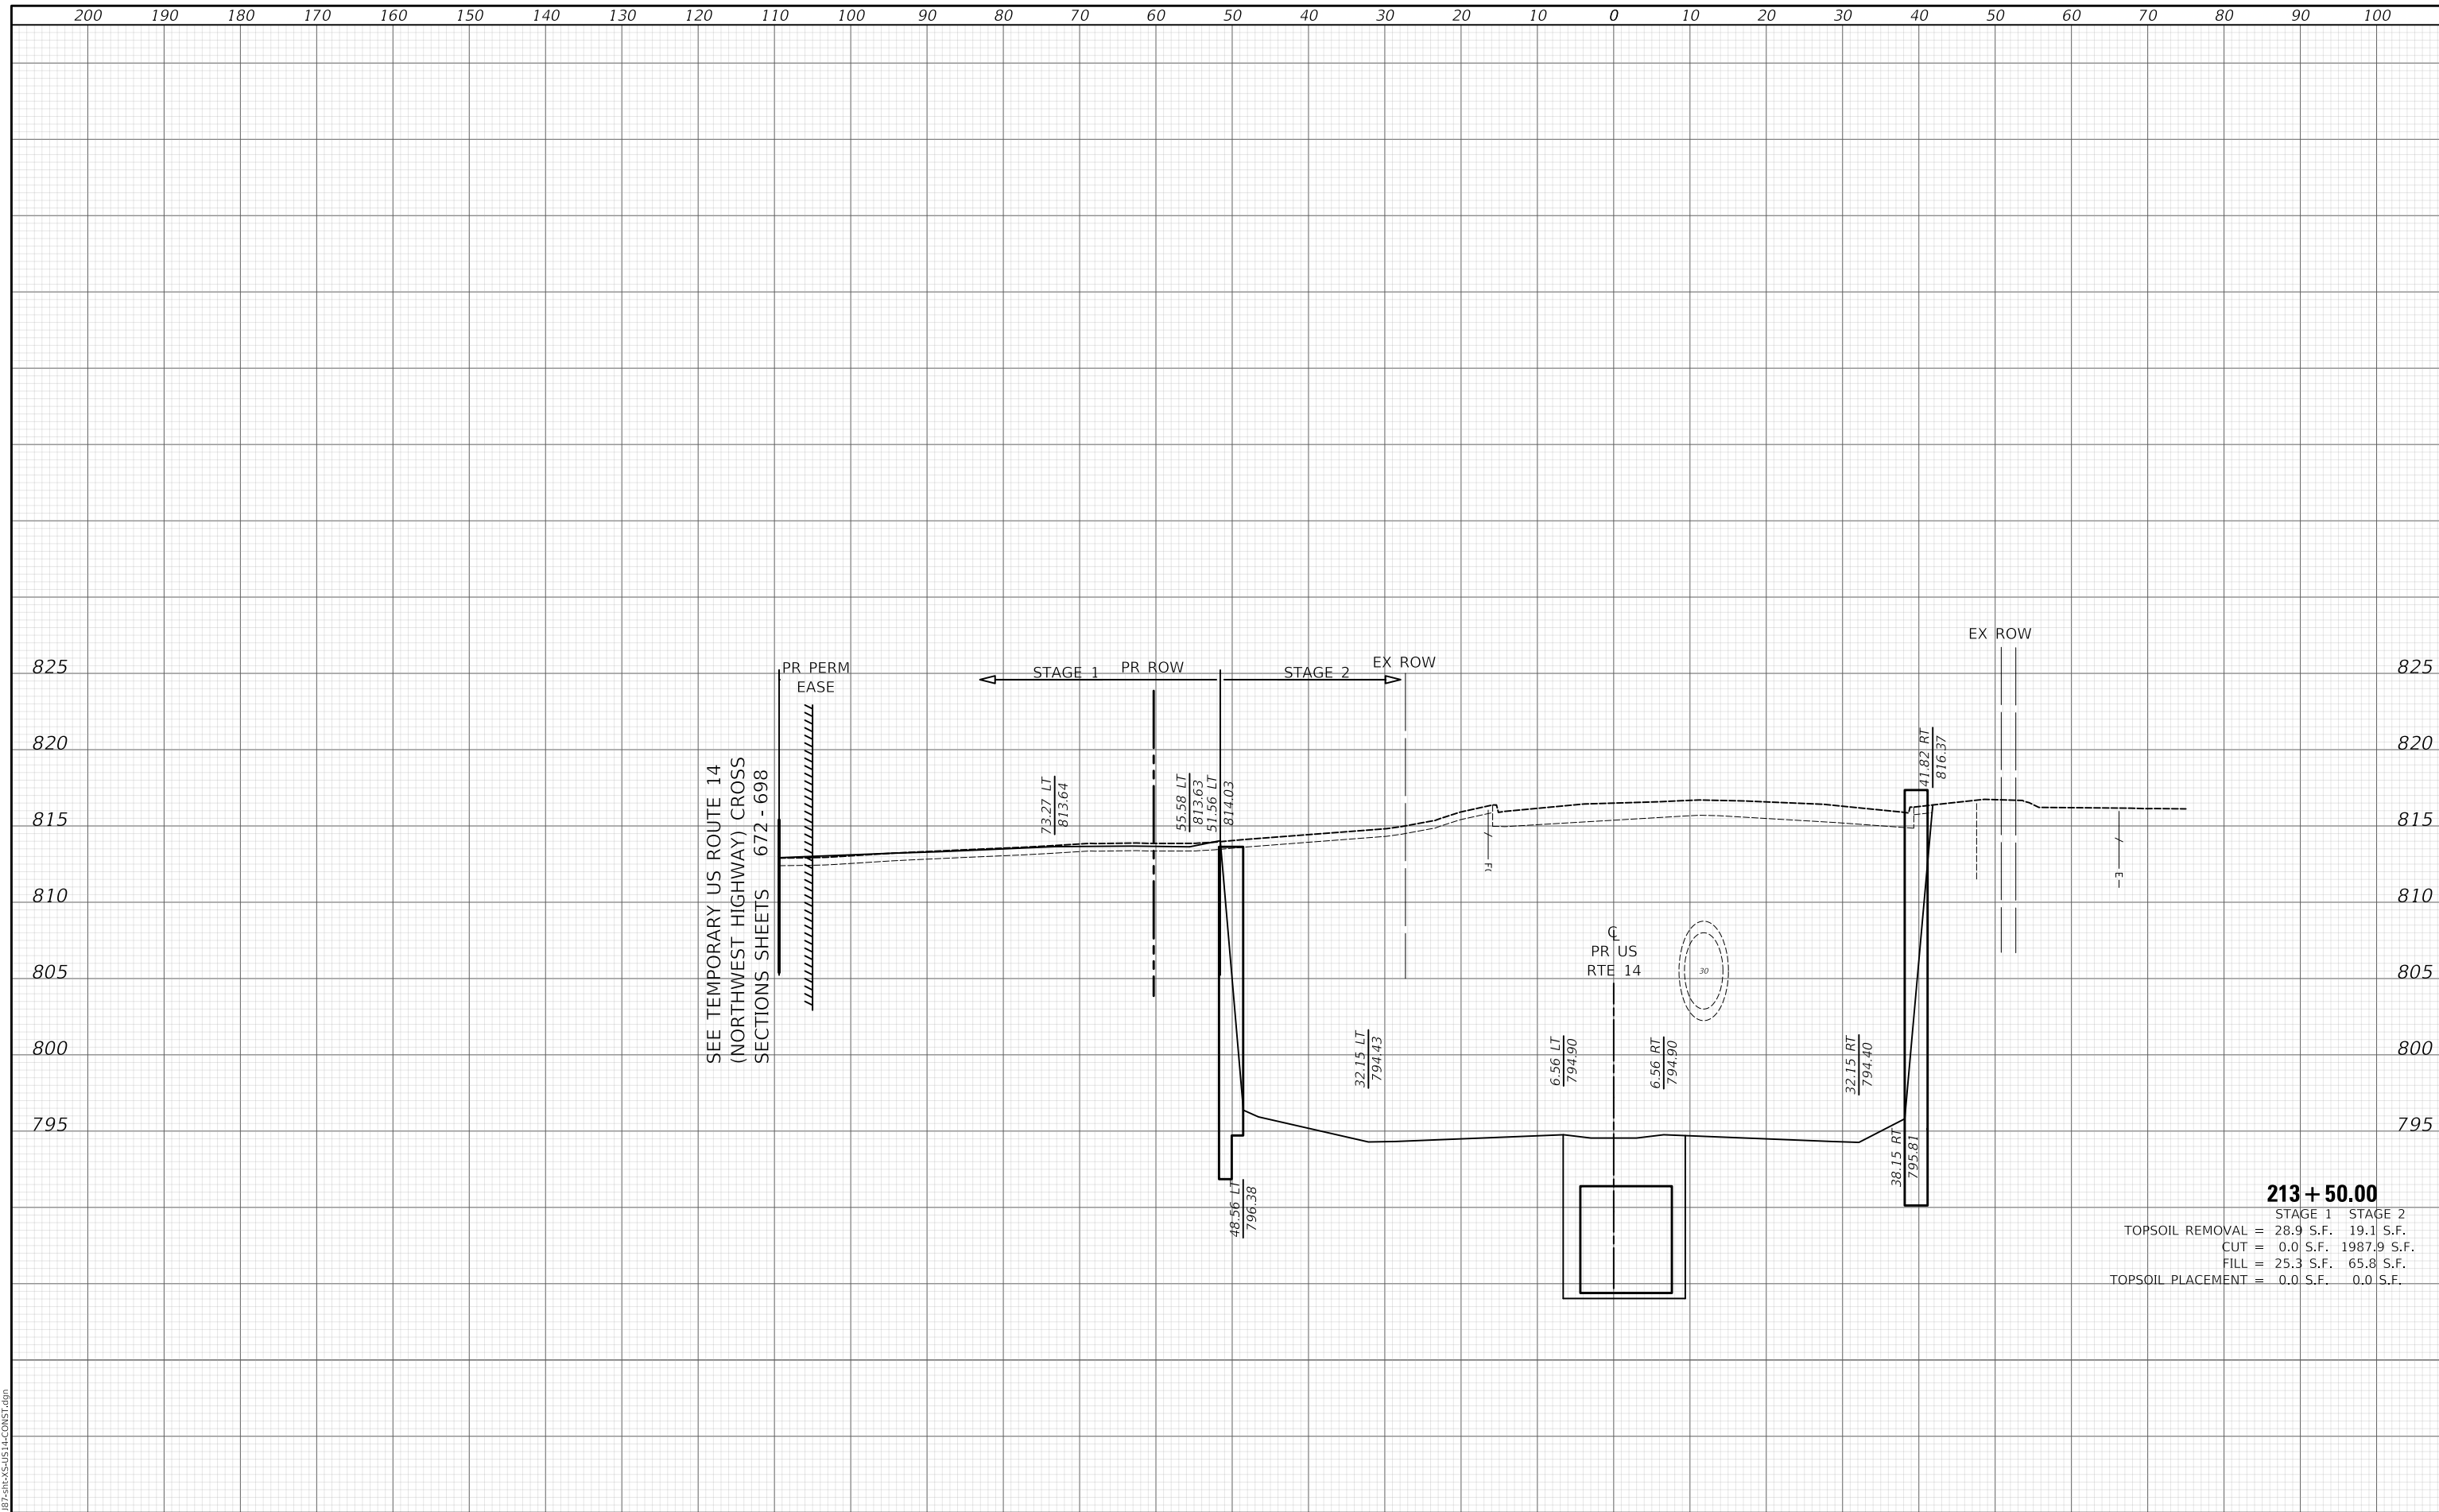 200 190 180 170 160 150 140 130 120 110 100 90 80 70 60 50 40 30 20 10 0 10 20 30 40 50 60 70 80 90 100
EX ROW
825 PR PERM PR ROW EX ROW 825
EASE STAGE 1 STAGE 2
820 820
815 815
810 810
805 805
800 800
795 795
SEE TEMPORARY US ROUTE 14
(NORTHWEST HIGHWAY) CROSS
SECTIONS SHEETS 672 - 698
73.27 LT
813.64
55.58 LT
813.63
51.56 LT
814.03
41.82 RT
816.37
E
℄
PR US
RTE 14
30
32.15 LT
794.43
6.56 LT
794.90
6.56 RT
794.90
32.15 RT
794.40
48.56 LT
796.38
38.15 RT
795.81
213+50.00
STAGE 1 STAGE 2
TOPSOIL REMOVAL = 28.9 S.F. 19.1 S.F.
CUT = 0.0 S.F. 1987.9 S.F.
FILL = 25.3 S.F. 65.8 S.F.
TOPSOIL PLACEMENT = 0.0 S.F. 0.0 S.F.
J87-sht-XS-US14-CONST.dgn